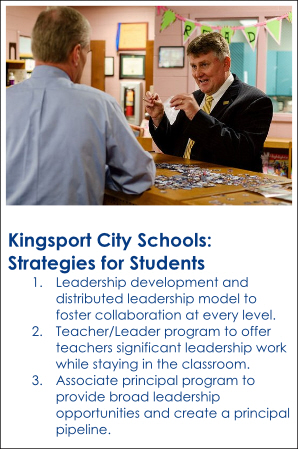 READ
Kingsport City Schools:
Strategies for Students
1. Leadership development and
distributed leadership model to
foster collaboration at every level.
2. Teacher/Leader program to offer
teachers significant leadership work
while staying in the classroom.
3. Associate principal program to
provide broad leadership
opportunities and create a principal
pipeline.